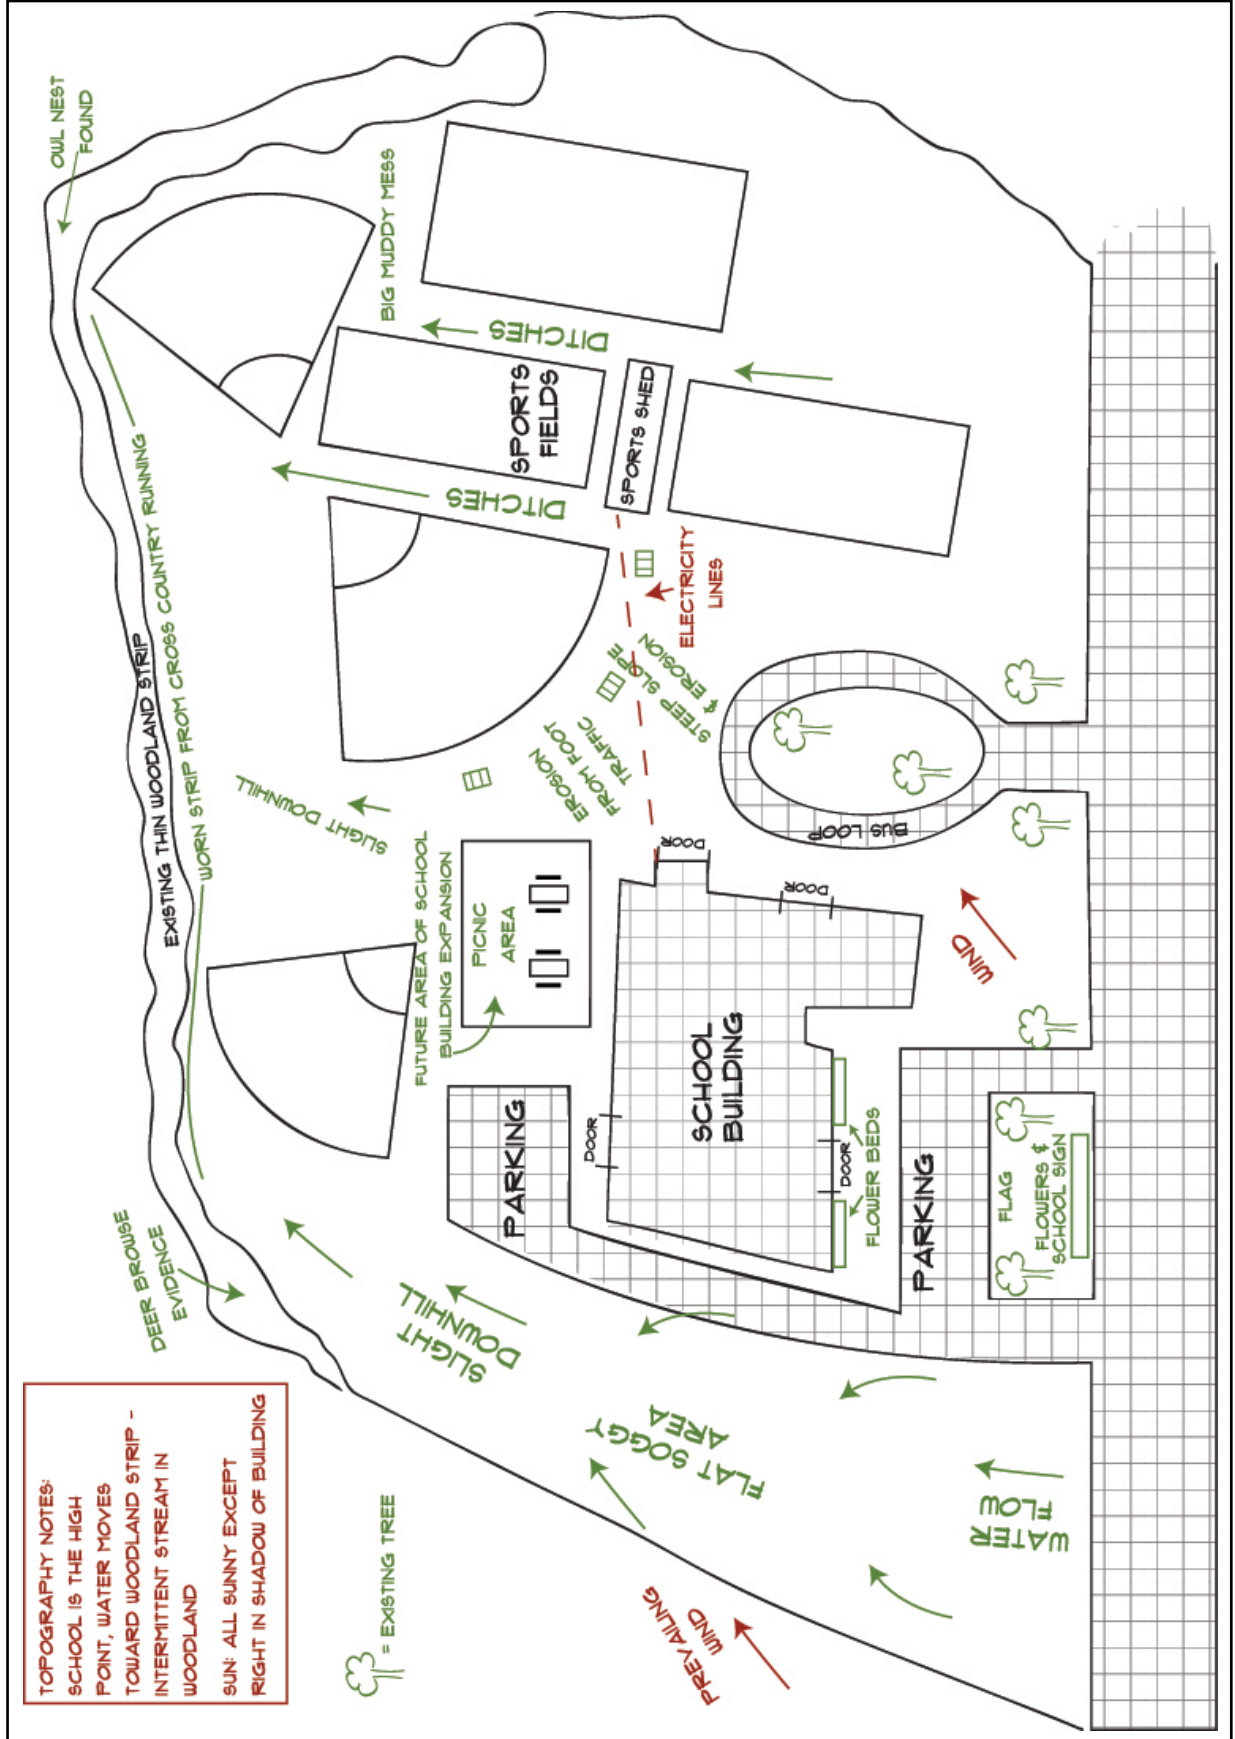 OWL NEST
FOUND
BIG MUDDY MESS
DITCHES
SPORTS
FIELDS
SPORTS SHED
DITCHES
ELECTRICITY
LINES
STEEP SLOPE
& EROSION
EROSION
FROM FOOT
TRAFFIC
EXISTING THIN WOODLAND STRIP
WORN STRIP FROM CROSS COUNTRY RUNNING
SLIGHT DOWNHILL
FUTURE AREA OF SCHOOL
BUILDING EXPANSION
PICNIC
AREA
DOOR
DOOR
BUS LOOP
WIND
SCHOOL
BUILDING
PARKING
DOOR
DOOR
FLOWER BEDS
PARKING
FLAG
FLOWERS &
SCHOOL SIGN
DEER BROWSE
EVIDENCE
SLIGHT
DOWNHILL
FLAT SOGGY
AREA
WATER
FLOW
PREVAILING
WIND
TOPOGRAPHY NOTES:
SCHOOL IS THE HIGH
POINT, WATER MOVES
TOWARD WOODLAND STRIP -
INTERMITTENT STREAM IN
WOODLAND
SUN: ALL SUNNY EXCEPT
RIGHT IN SHADOW OF BUILDING
= EXISTING TREE